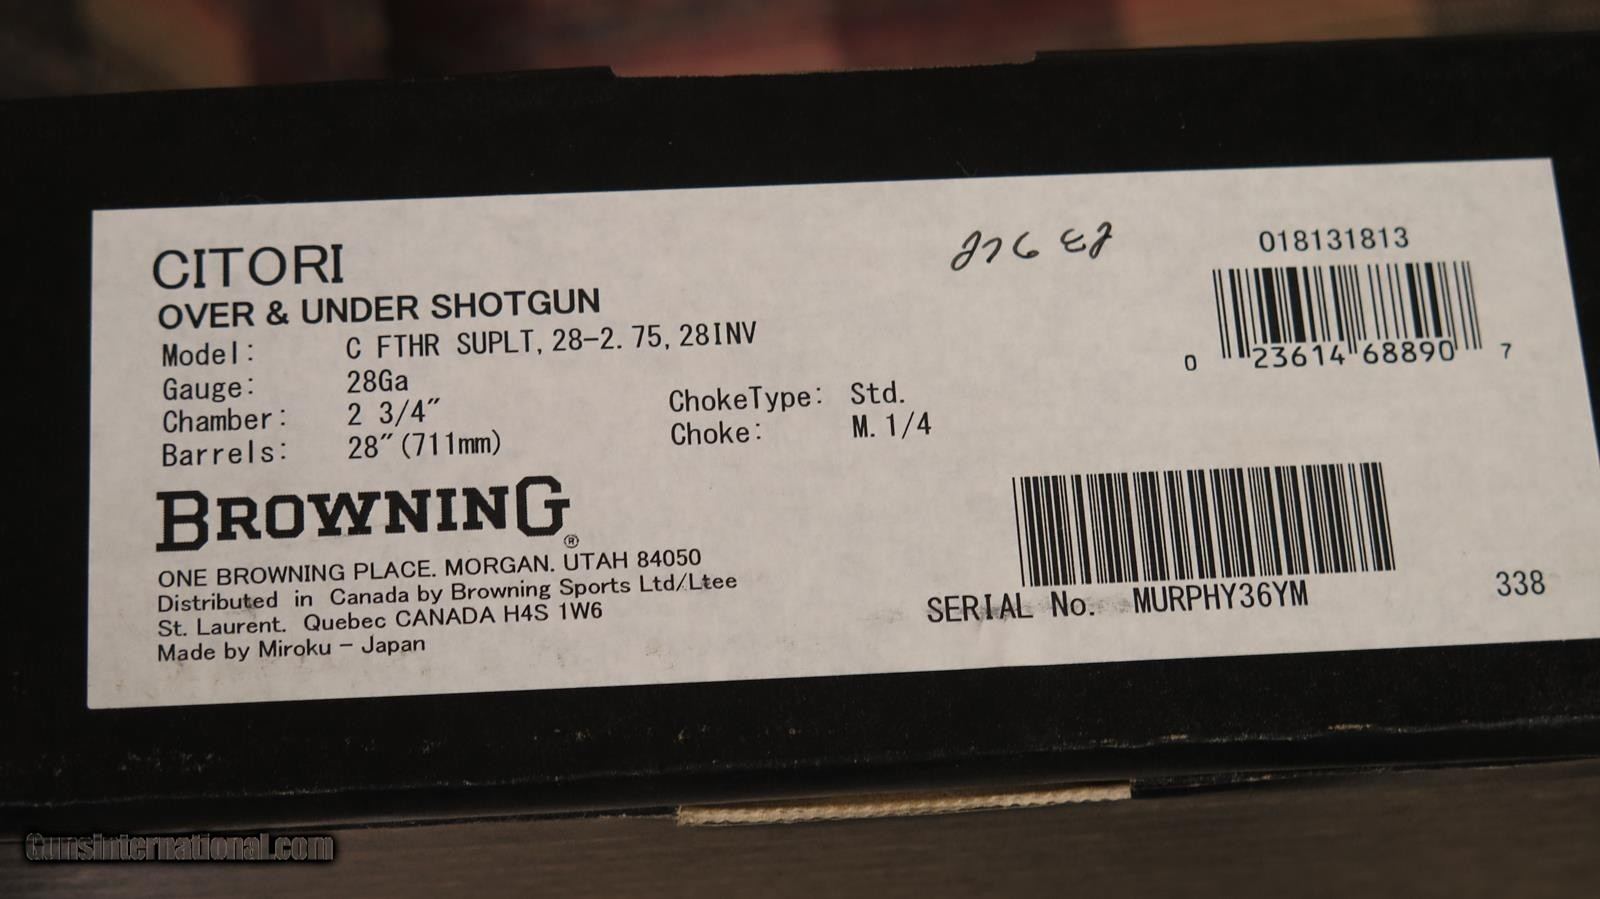 CITORI
OVER & UNDER SHOTGUN
Model: C FTHR SUPLT, 28-2.75, 28INV
Gauge: 28Ga
Chamber: 2 3/4"
Barrels: 28"(711mm)
ChokeType: Std.
Choke: M. 1/4
018131813
0 23614 68890 7
BROWNING®
ONE BROWNING PLACE. MORGAN. UTAH 84050
Distributed in Canada by Browning Sports Ltd/Ltee
St. Laurent. Quebec CANADA H4S 1W6
Made by Miroku - Japan
SERIAL No. MURPHY36YM
338
Gunsinternational.com